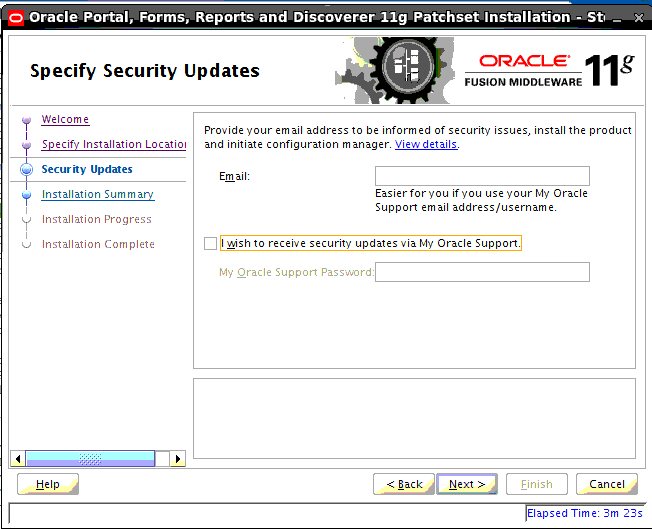 Oracle Portal, Forms, Reports and Discoverer 11g Patchset Installation - St
Specify Security Updates
ORACLE
FUSION MIDDLEWARE
11g
Welcome
Specify Installation Location
Security Updates
Installation Summary
Installation Progress
Installation Complete
Provide your email address to be informed of security issues, install the product
and initiate configuration manager. View details.
Email:
Easier for you if you use your My Oracle
Support email address/username.
I wish to receive security updates via My Oracle Support.
My Oracle Support Password:
Help
< Back
Next >
Finish
Cancel
Elapsed Time: 3m 23s